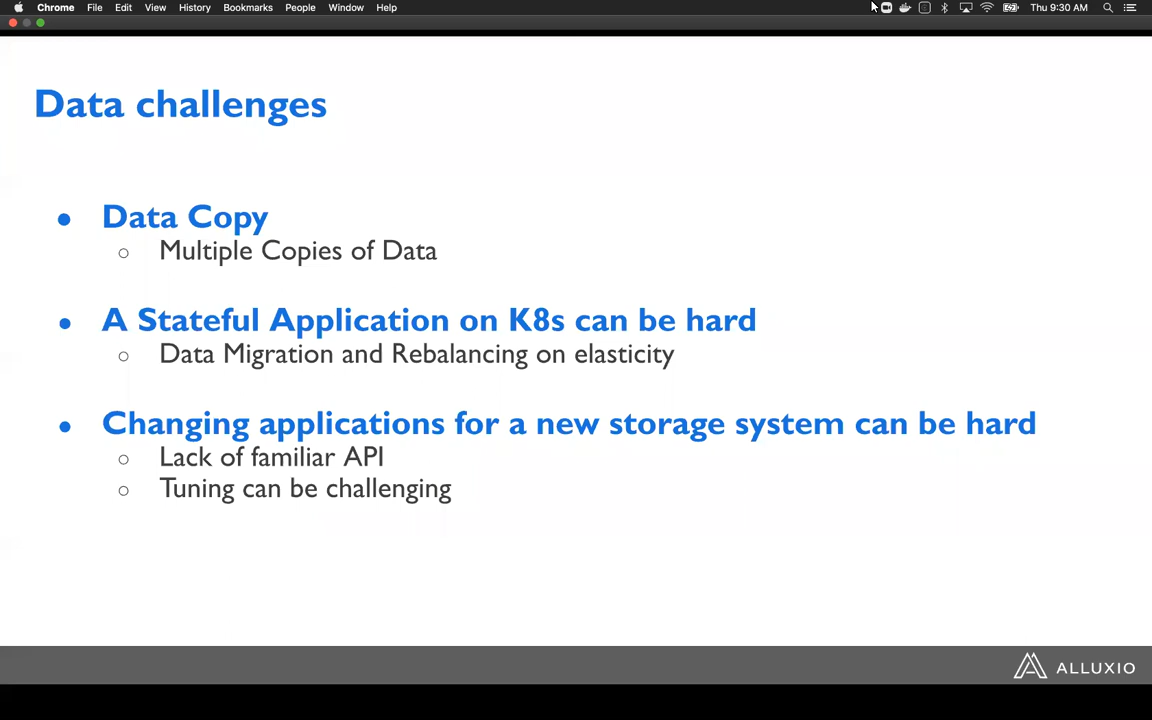 Chrome File Edit View History Bookmarks People Window Help Thu 9:30 AM
Data challenges
Data Copy
Multiple Copies of Data
A Stateful Application on K8s can be hard
Data Migration and Rebalancing on elasticity
Changing applications for a new storage system can be hard
Lack of familiar API
Tuning can be challenging
ALLUXIO